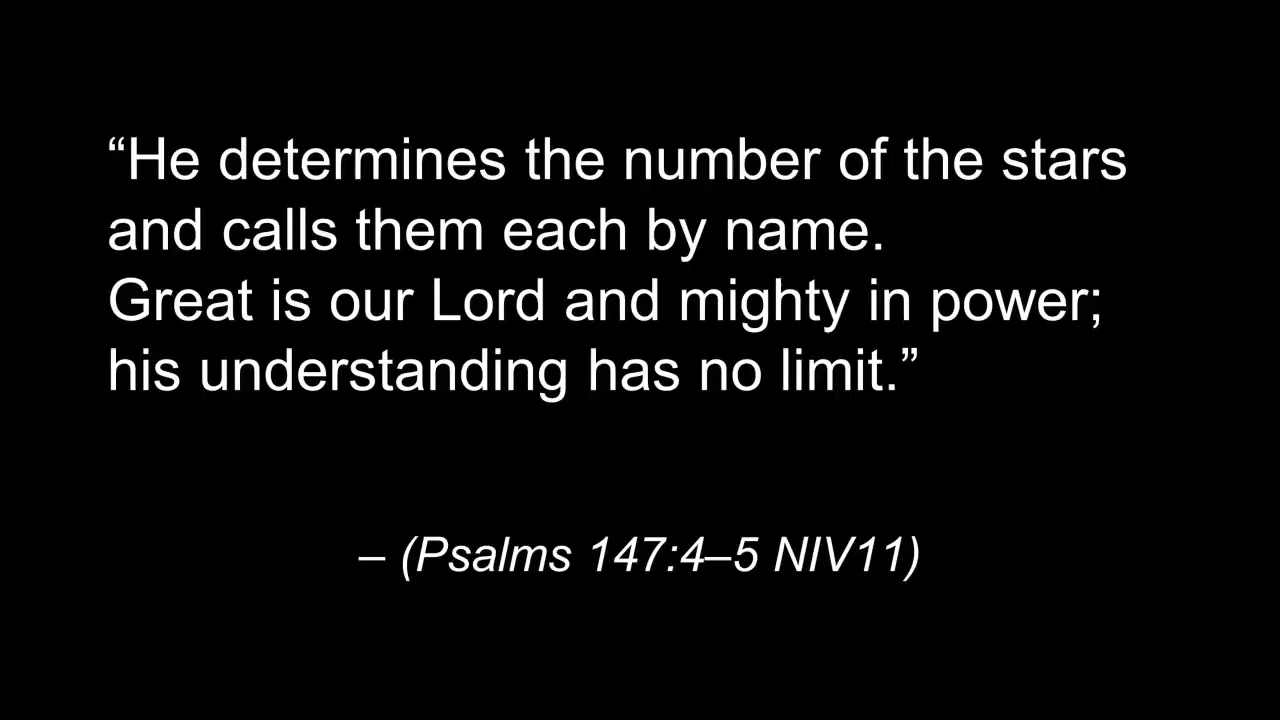 “He determines the number of the stars
and calls them each by name.
Great is our Lord and mighty in power;
his understanding has no limit.”
– (Psalms 147:4–5 NIV11)